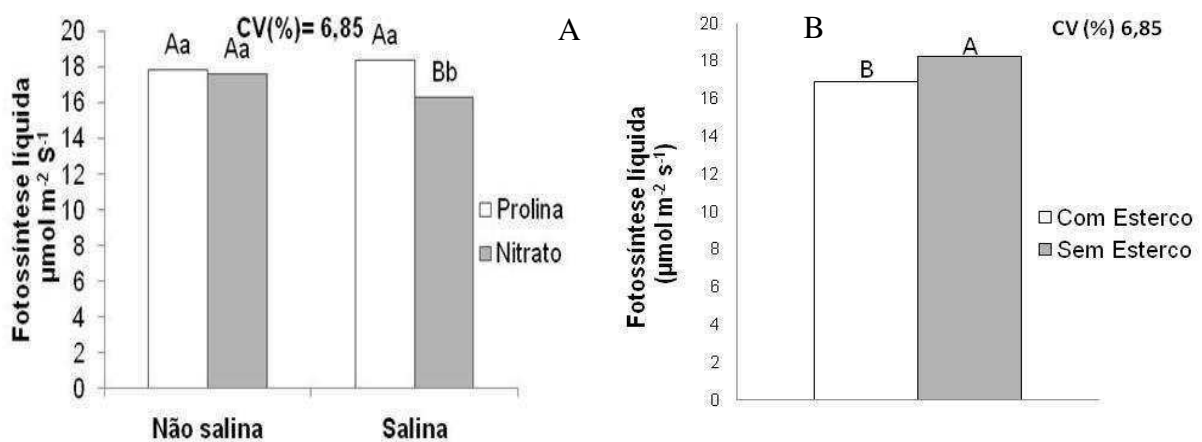 CV(%)= 6,85
A
Fotossíntese líquida
µmol m-2 S-1
20
18
16
14
12
10
8
6
4
2
0
Aa
Aa
Aa
Bb
Prolina
Nitrato
Não salina
Salina
B
CV (%) 6,85
Fotossíntese líquida
(µmol m-2 s-1)
20
18
16
14
12
10
8
6
4
2
0
B
A
Com Esterco
Sem Esterco